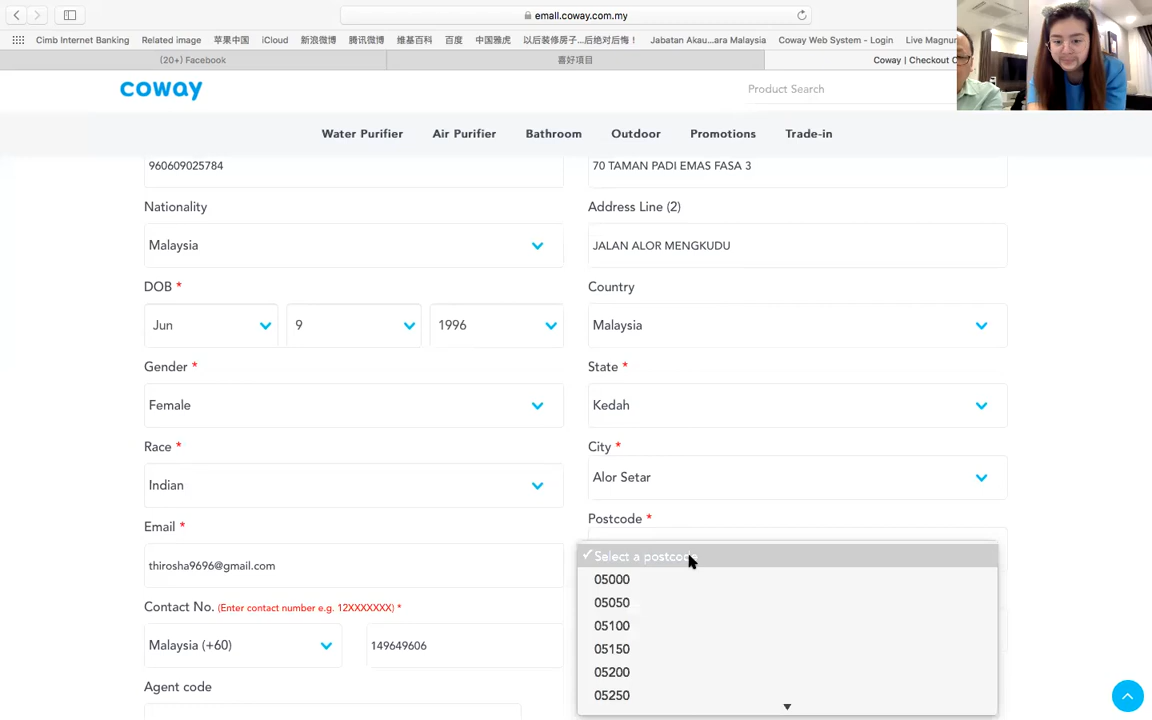 email.coway.com.my
Cimb Internet Banking Related image 苹果中国 iCloud 新浪微博 腾讯微博 维基百科 百度 中国雅虎 以后装修房子...后绝对后悔！ Jabatan Akau...ara Malaysia Coway Web System - Login Live Magnum
(20+) Facebook 喜好项目 Coway | Checkout
coway Product Search
Water Purifier Air Purifier Bathroom Outdoor Promotions Trade-in
960609025784 70 TAMAN PADI EMAS FASA 3
Nationality Address Line (2)
Malaysia JALAN ALOR MENGKUDU
DOB * Country
Jun 9 1996 Malaysia
Gender * State *
Female Kedah
Race * City *
Indian Alor Setar
Email * Postcode *
thirosha9696@gmail.com ✓Select a postcode
05000
Contact No. (Enter contact number e.g. 12XXXXXXX) * 05050
05100
Malaysia (+60) 149649606 05150
05200
Agent code 05250